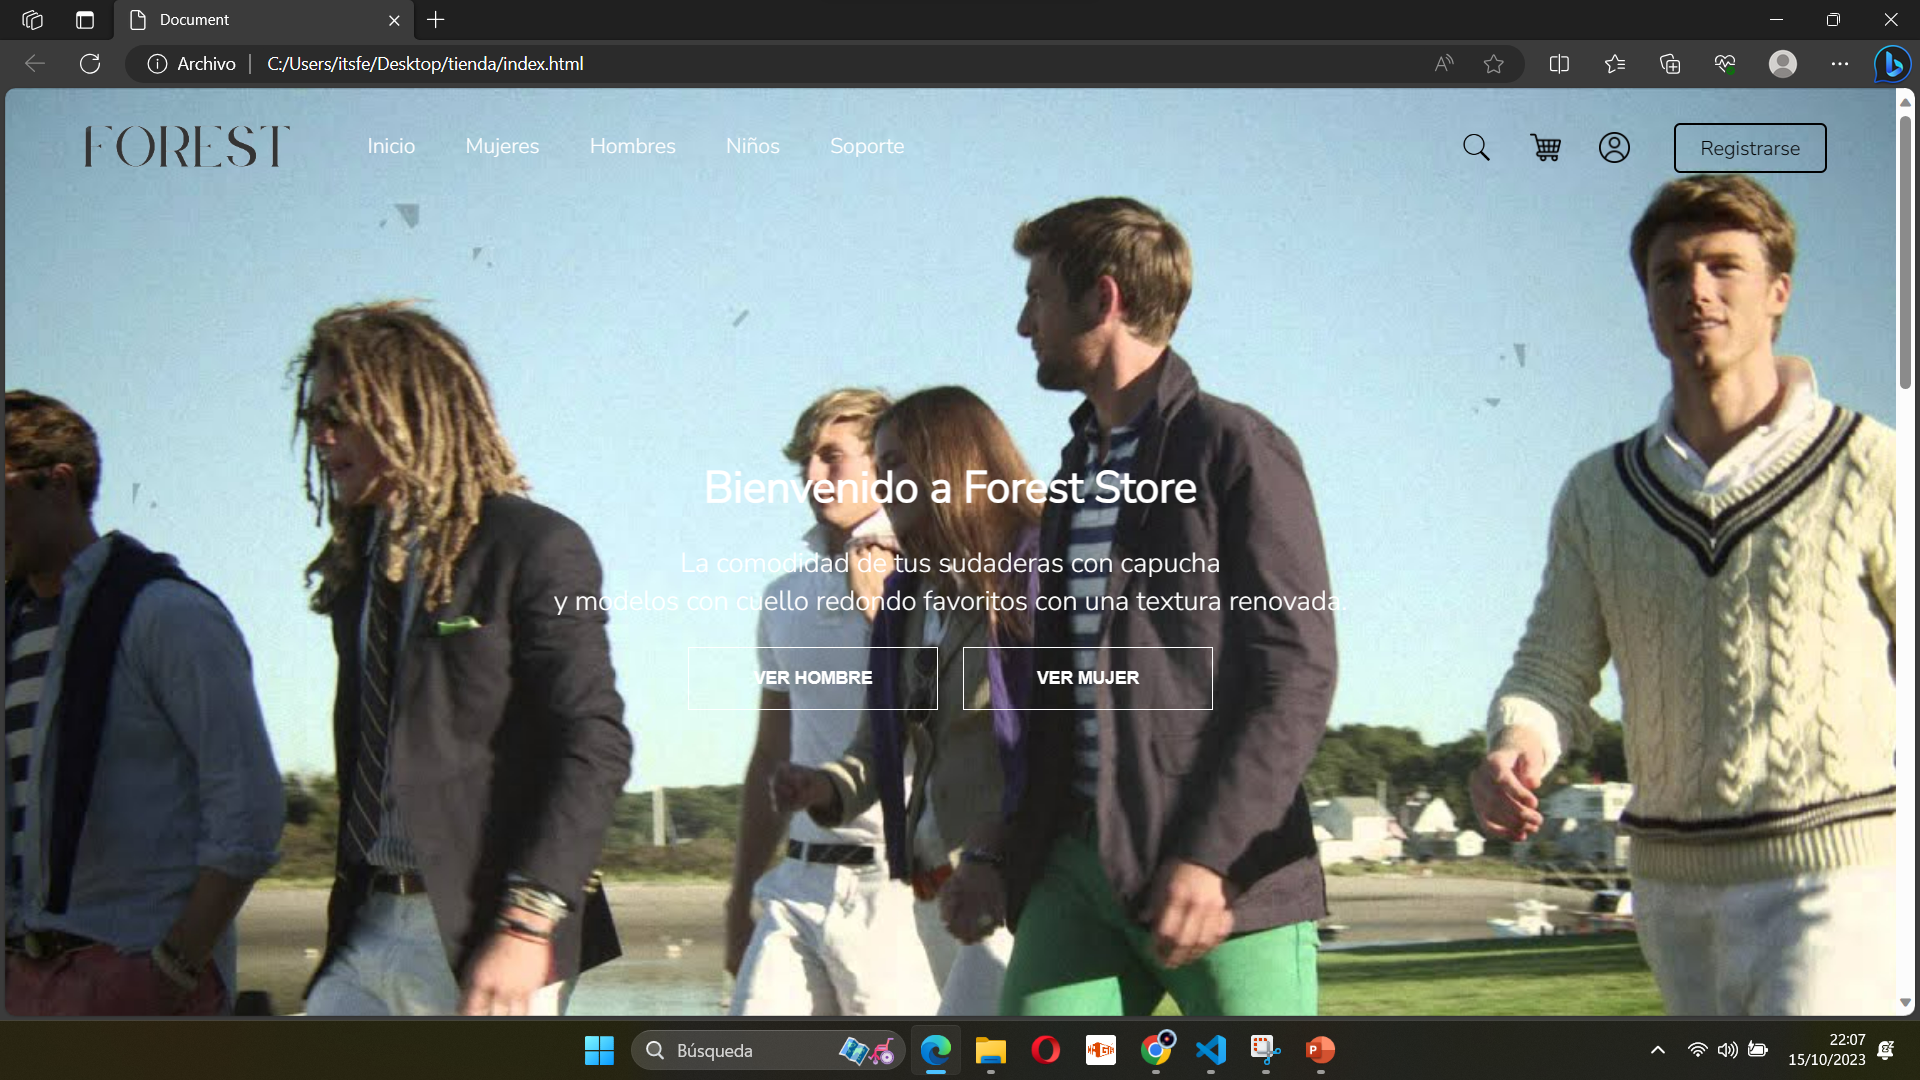 Document
Archivo
C:/Users/itsfe/Desktop/tienda/index.html
FOREST
Inicio
Mujeres
Hombres
Niños
Soporte
Registrarse
Bienvenido a Forest Store
La comodidad de tus sudaderas con capucha
y modelos con cuello redondo favoritos con una textura renovada.
VER HOMBRE
VER MUJER
Búsqueda
22:07
15/10/2023